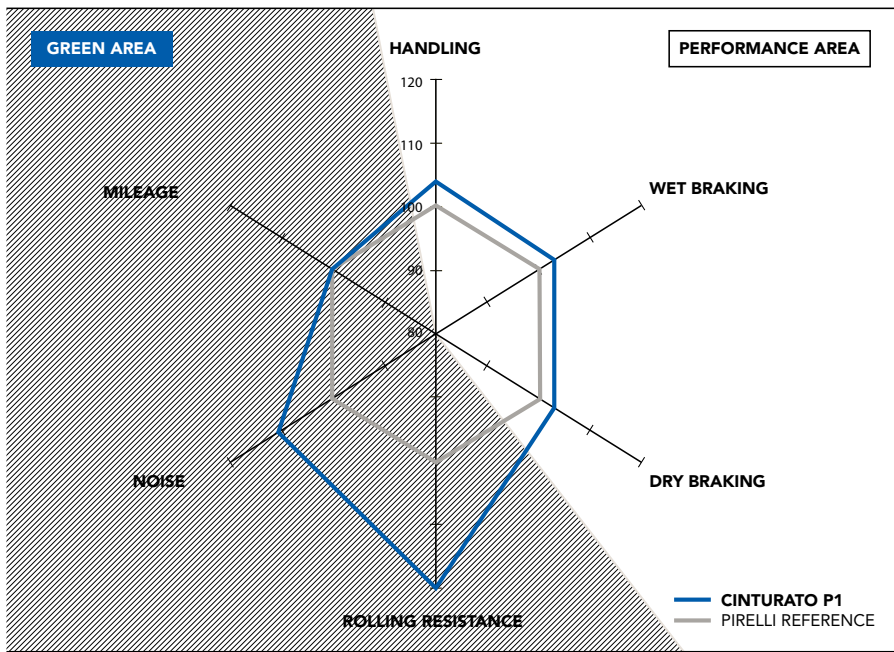 GREEN AREA
HANDLING
PERFORMANCE AREA
120
110
MILEAGE
WET BRAKING
100
90
80
NOISE
DRY BRAKING
CINTURATO P1
ROLLING RESISTANCE
PIRELLI REFERENCE